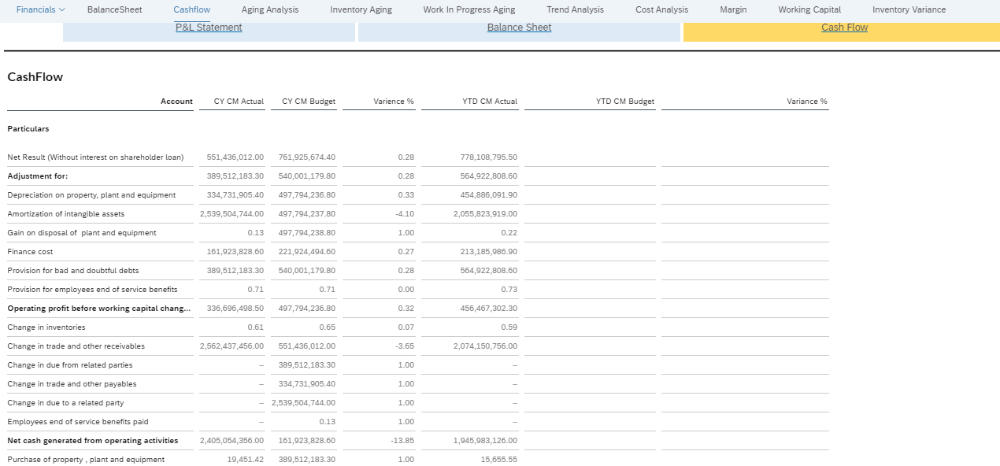 Financials BalanceSheet Cashflow Aging Analysis Inventory Aging Work In Progress Aging Trend Analysis Cost Analysis Margin Working Capital Inventory Variance
P&L Statement Balance Sheet Cash Flow
CashFlow
Account CY CM Actual CY CM Budget Varience % YTD CM Actual YTD CM Budget Variance %
Particulars
Net Result (Without interest on shareholder loan) 551,436,012.00 761,925,674.40 0.28 778,108,795.50
Adjustment for: 389,512,183.30 540,001,179.80 0.28 564,922,808.60
Depreciation on property, plant and equipment 334,731,905.40 497,794,236.80 0.33 454,886,091.90
Amortization of intangible assets 2,539,504,744.00 497,794,237.80 -4.10 2,055,823,919.00
Gain on disposal of plant and equipment 0.13 497,794,238.80 1.00 0.22
Finance cost 161,923,828.60 221,924,494.60 0.27 213,185,986.90
Provision for bad and doubtful debts 389,512,183.30 540,001,179.80 0.28 564,922,808.60
Provision for employees end of service benefits 0.71 0.71 0.00 0.73
Operating profit before working capital chang... 336,696,498.50 497,794,236.80 0.32 456,467,302.30
Change in inventories 0.61 0.65 0.07 0.59
Change in trade and other receivables 2,562,437,456.00 551,436,012.00 -3.65 2,074,150,756.00
Change in due from related parties – 389,512,183.30 1.00 –
Change in trade and other payables – 334,731,905.40 1.00 –
Change in due to a related party – 2,539,504,744.00 1.00 –
Employees end of service benefits paid – 0.13 1.00 –
Net cash generated from operating activities 2,405,054,356.00 161,923,828.60 -13.85 1,945,983,126.00
Purchase of property , plant and equipment 19,451.42 389,512,183.30 1.00 15,655.55